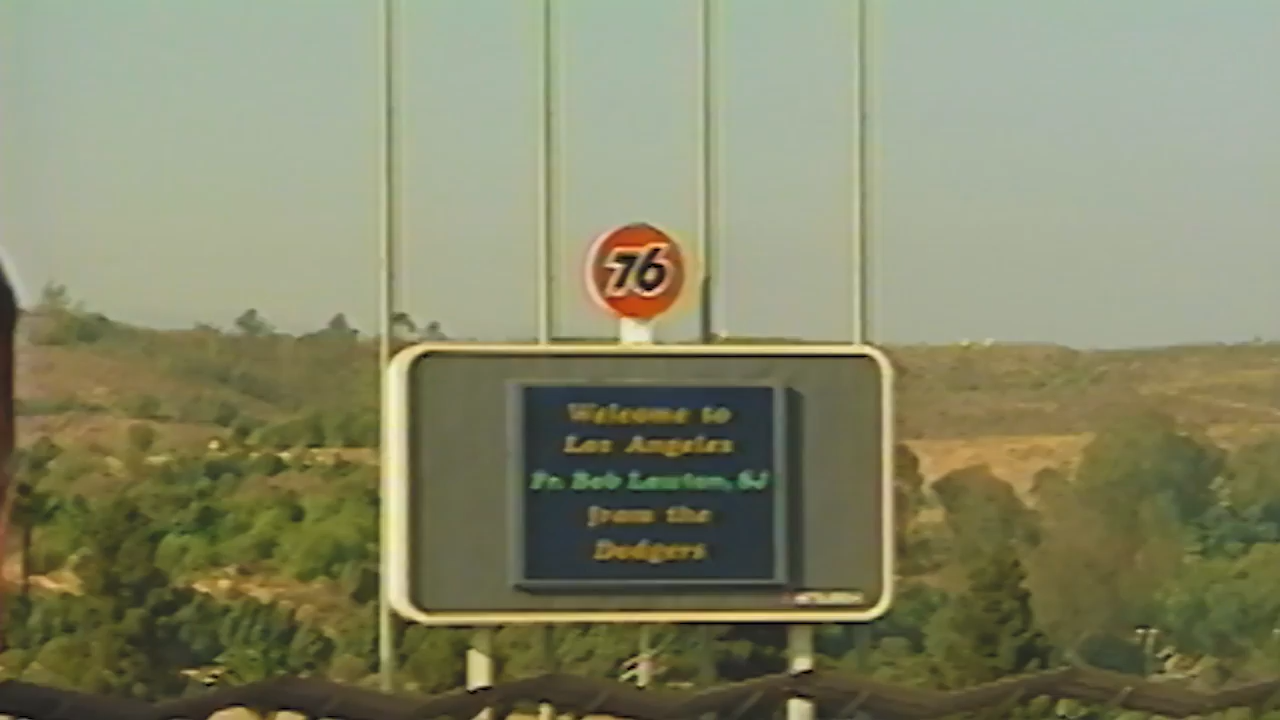 76
Welcome to
Los Angeles
Fr. Bob Lawton, SJ
from the
Dodgers